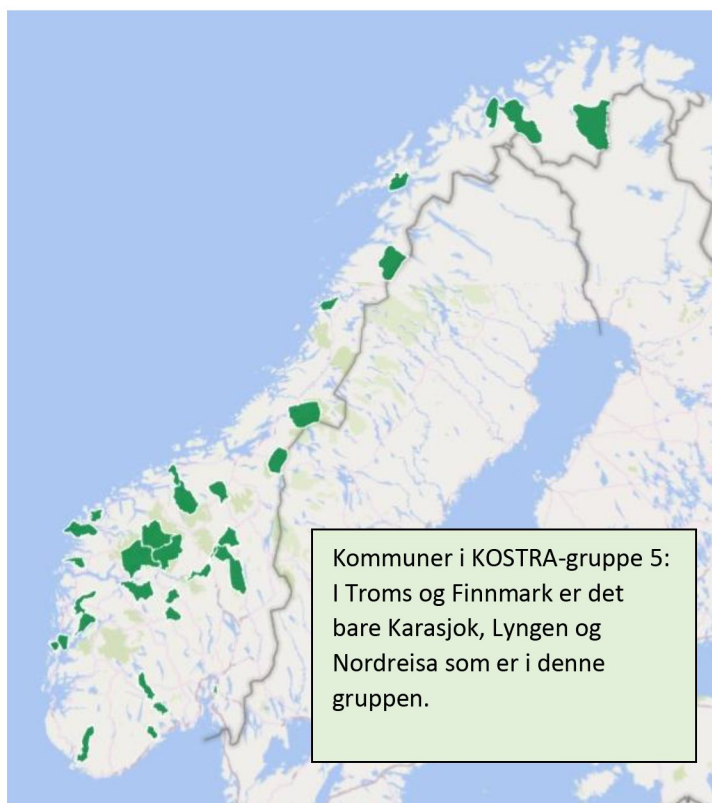 Kommuner i KOSTRA-gruppe 5:
I Troms og Finnmark er det
bare Karasjok, Lyngen og
Nordreisa som er i denne
gruppen.